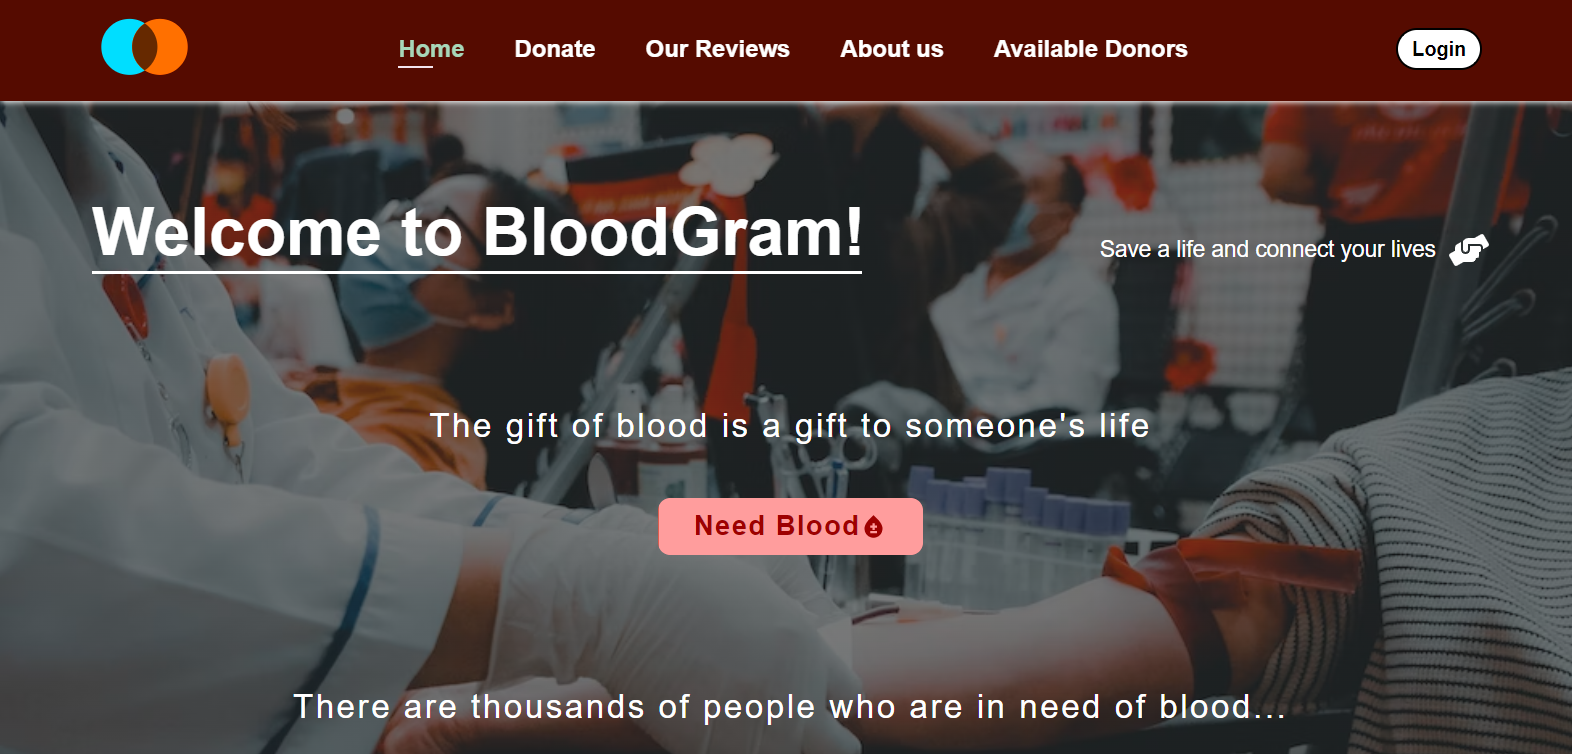 Home Donate Our Reviews About us Available Donors Login
Welcome to BloodGram!
Save a life and connect your lives
The gift of blood is a gift to someone's life
Need Blood
There are thousands of people who are in need of blood...